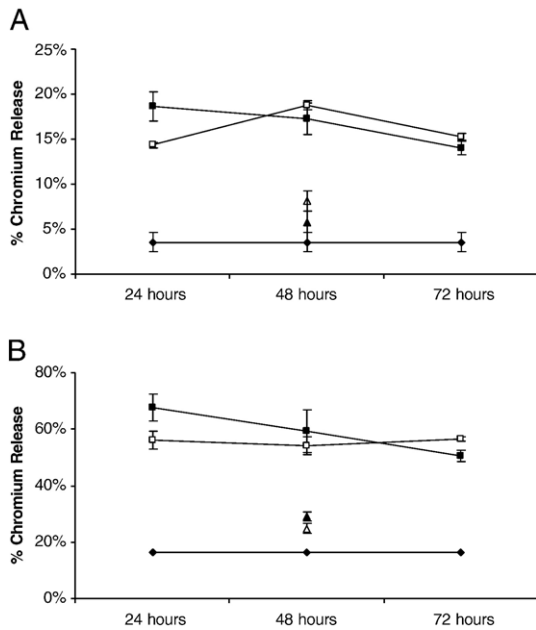 A
25%
20%
15%
10%
5%
0%
% Chromium Release
24 hours 48 hours 72 hours
B
80%
60%
40%
20%
0%
% Chromium Release
24 hours 48 hours 72 hours